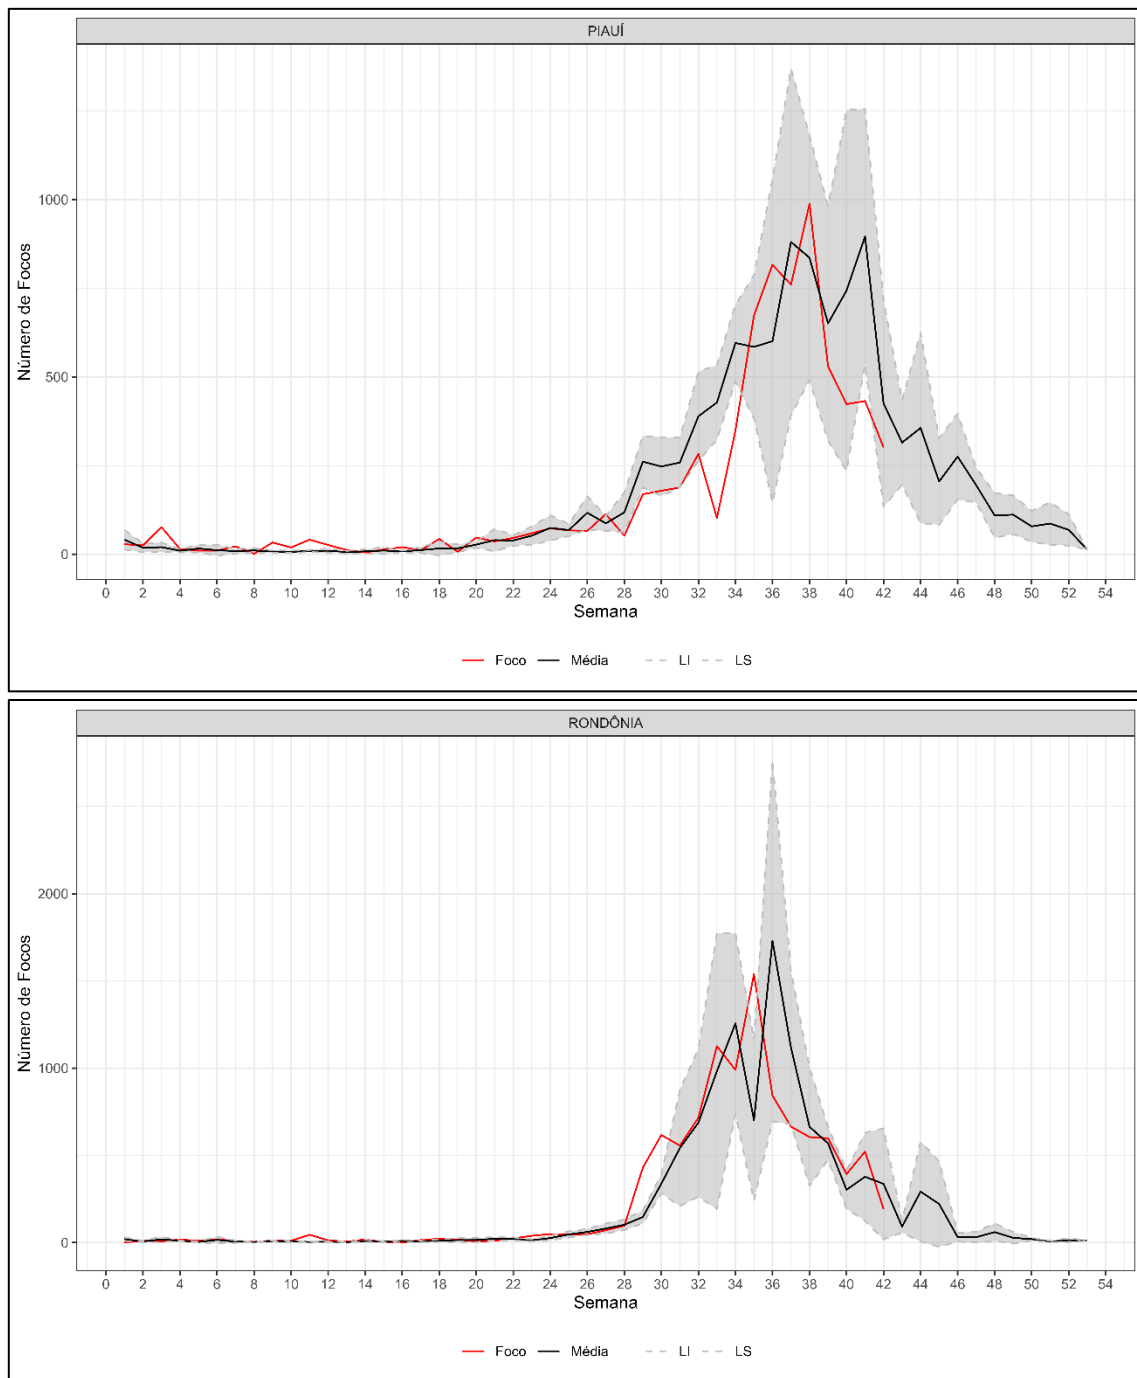 PIAUÍ
Número de Focos
1000
500
0
0 2 4 6 8 10 12 14 16 18 20 22 24 26 28 30 32 34 36 38 40 42 44 46 48 50 52 54
Semana
Foco Média LI LS
RONDÔNIA
Número de Focos
2000
1000
0
0 2 4 6 8 10 12 14 16 18 20 22 24 26 28 30 32 34 36 38 40 42 44 46 48 50 52 54
Semana
Foco Média LI LS